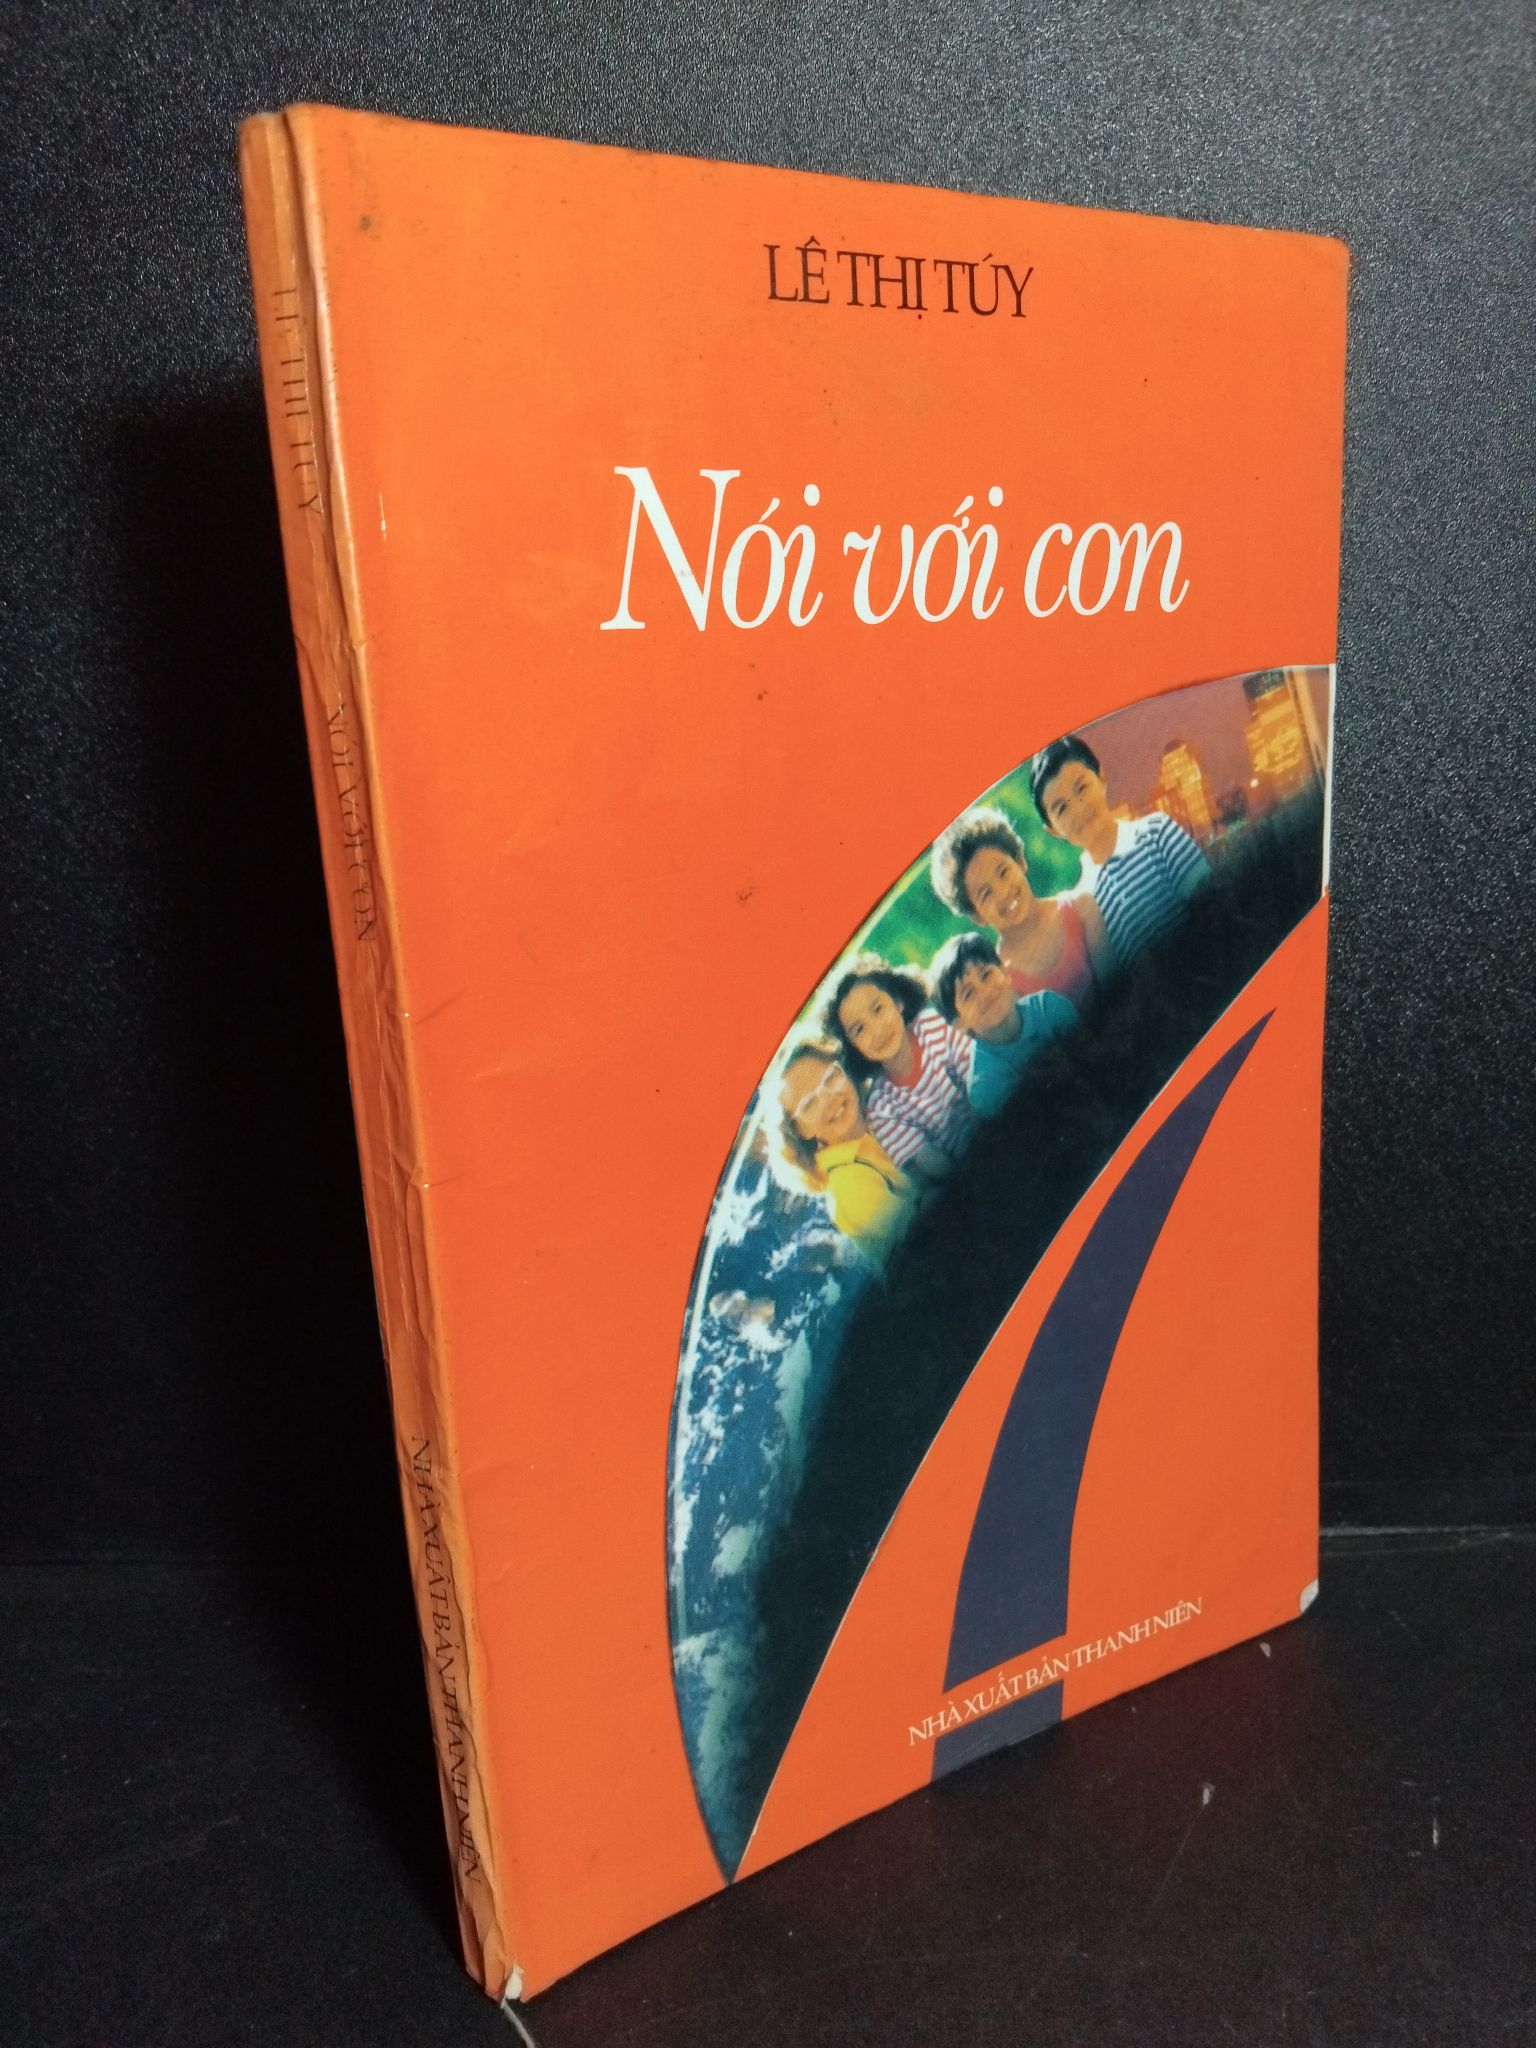 LÊ THỊ TÚY
Nói với con
NHÀ XUẤT BẢN THANH NIÊN
LÊ THỊ TÚY
NÓI VỚI CON
NHÀ XUẤT BẢN THANH NIÊN